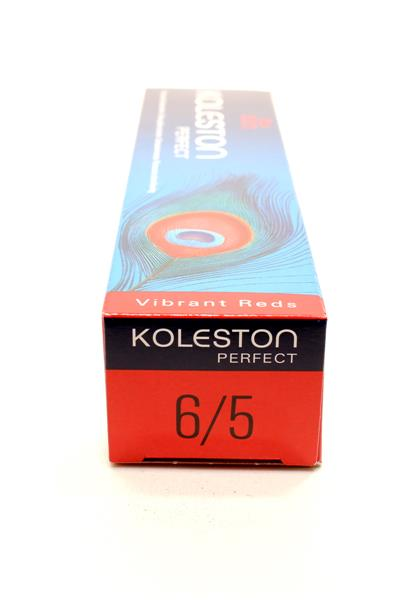 KOLESTON
PERFECT
Vibrant Reds
KOLESTON
PERFECT
6/5